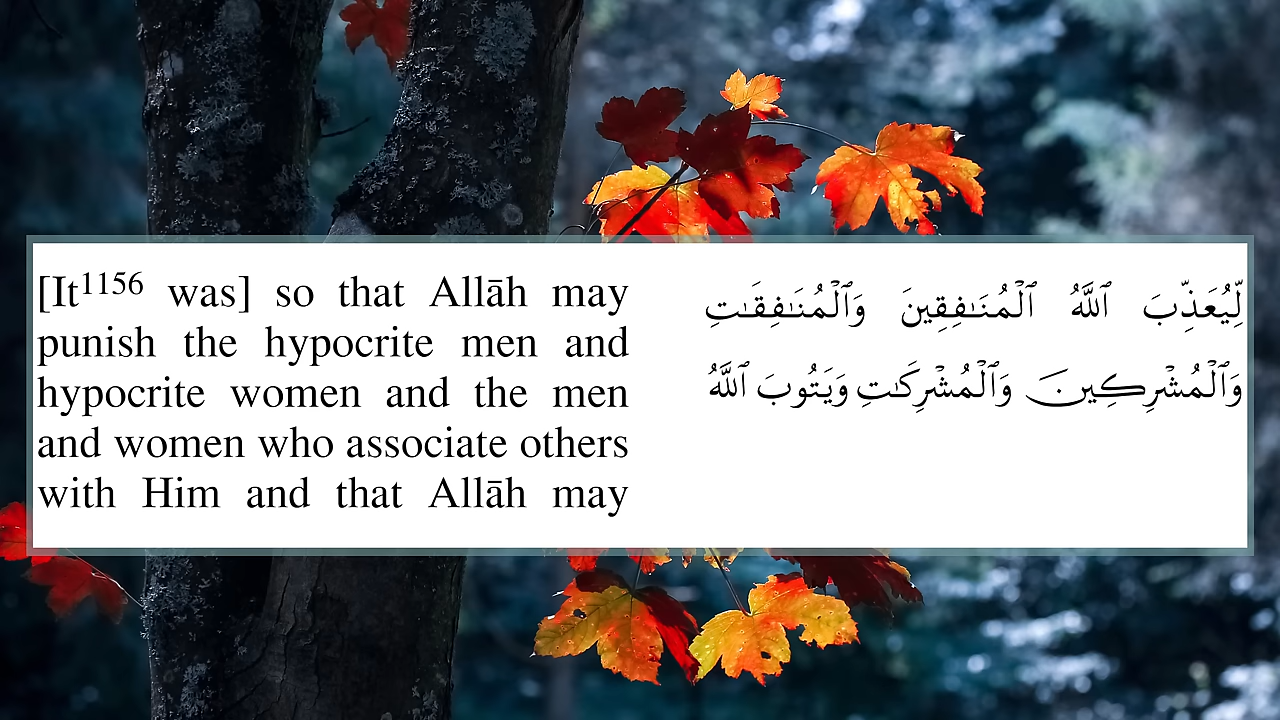 [It1156 was] so that Allāh may
punish the hypocrite men and
hypocrite women and the men
and women who associate others
with Him and that Allāh may
لِّيُعَذِّبَ ٱللَّهُ ٱلْمُنَـٰفِقِينَ وَٱلْمُنَـٰفِقَـٰتِ
وَٱلْمُشْرِكِينَ وَٱلْمُشْرِكَـٰتِ وَيَتُوبَ ٱللَّهُ